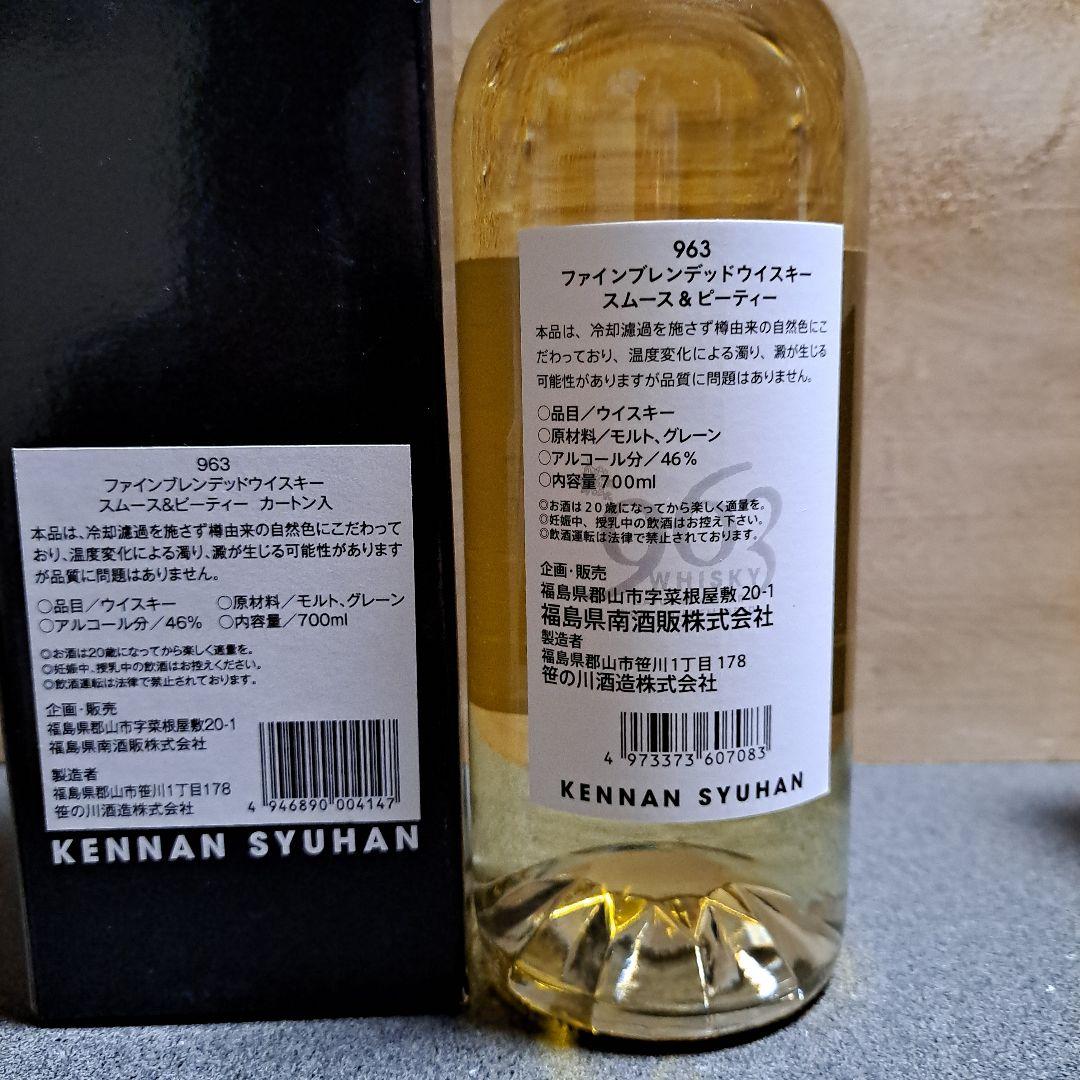 963
ファインブレンデッドウイスキー
スムース&ピーティー カートン入
本品は、冷却濾過を施さず樽由来の自然色にこだわって
おり、温度変化による濁り、澱が生じる可能性があります
が品質に問題はありません。
○品目／ウイスキー ○原材料／モルト、グレーン
○アルコール分／46% ○内容量／700ml
◎お酒は20歳になってから楽しく適量を。
◎妊娠中、授乳中の飲酒はお控えください。
◎飲酒運転は法律で禁止されております。
企画・販売
福島県郡山市字菜根屋敷20-1
福島県南酒販株式会社
製造者
福島県郡山市笹川1丁目178
笹の川酒造株式会社
4 946890 004147
KENNAN SYUHAN
963
ファインブレンデッドウイスキー
スムース&ピーティー
本品は、冷却濾過を施さず樽由来の自然色にこ
だわっており、温度変化による濁り、澱が生じる
可能性がありますが品質に問題はありません。
○品目／ウイスキー
○原材料／モルト、グレーン
○アルコール分／46%
○内容量700ml
◎お酒は20歳になってから楽しく適量を。
◎妊娠中、授乳中の飲酒はお控え下さい。
◎飲酒運転は法律で禁止されております。
963
WHISKY
企画・販売
福島県郡山市字菜根屋敷20-1
福島県南酒販株式会社
製造者
福島県郡山市笹川1丁目178
笹の川酒造株式会社
4 973373 607083
KENNAN SYUHAN